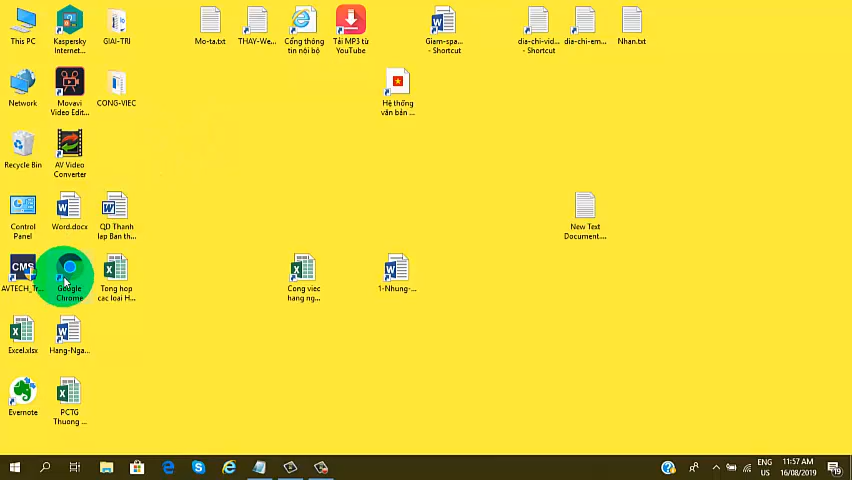 This PC
Kaspersky
Internet...
GIAI-TRI
Mo-ta.txt
THAY-We...
Cổng thông
tin nội bộ
Tải MP3 từ
YouTube
Giam-spa...
- Shortcut
dia-chi-vid...
- Shortcut
dia-chi-em...
Nhan.txt
Network
Movavi
Video Edit...
CONG-VIEC
Hệ thống
văn bản ...
Recycle Bin
AV Video
Converter
Control
Panel
Word.docx
QD Thanh
lap Ban th...
New Text
Document...
CMS
AVTECH_Tr...
Google
Chrome
Tong hop
cac loai H...
Cong viec
hang ng...
1-Nhung-...
Excel.xlsx
Hang-Nga...
Evernote
PCTG
Thuong ...
ENG
US
11:57 AM
16/08/2019
19